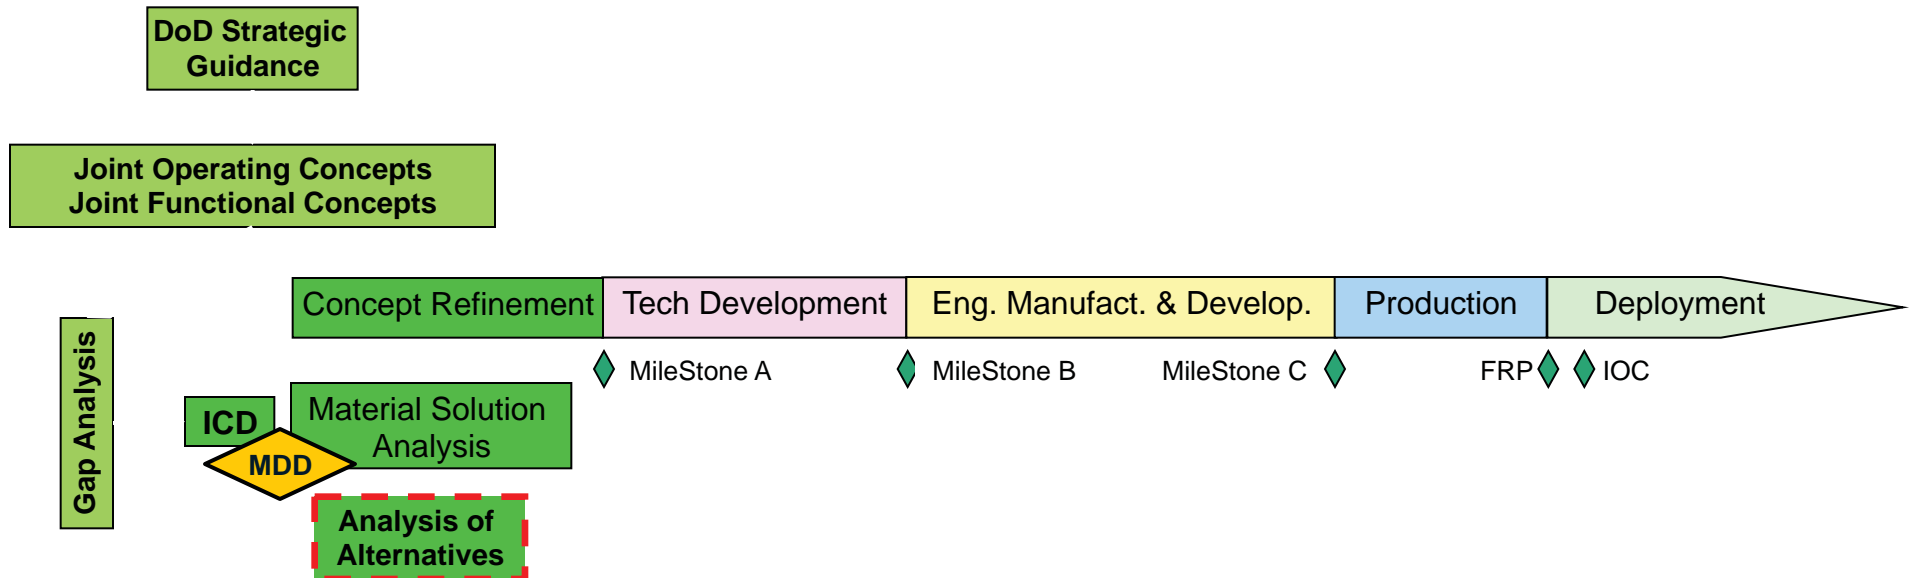 DoD Strategic
Guidance
Joint Operating Concepts
Joint Functional Concepts
Concept Refinement
Tech Development
Eng. Manufact. & Develop.
Production
Deployment
MileStone A
MileStone B
MileStone C
FRP
IOC
Gap Analysis
ICD
MDD
Material Solution
Analysis
Analysis of
Alternatives